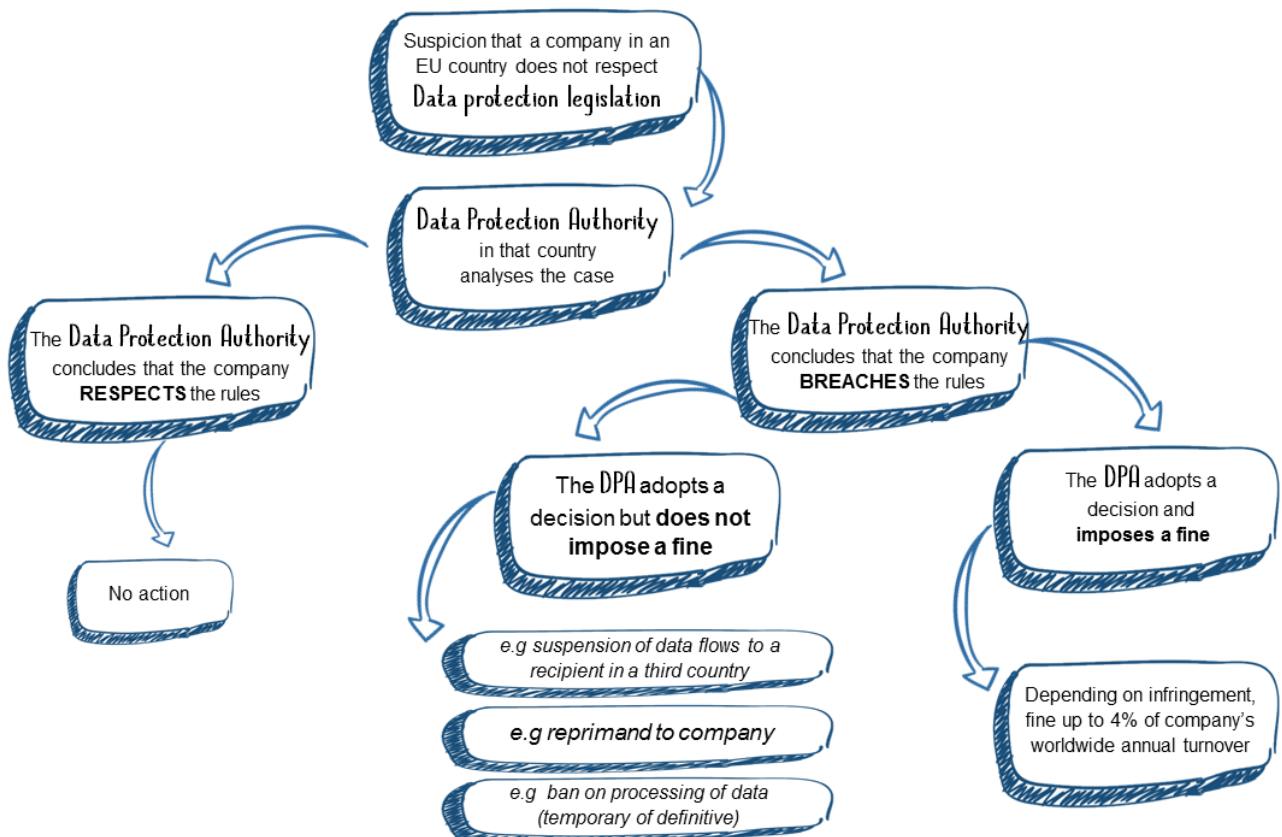 Suspicion that a company in an
EU country does not respect
Data protection legislation
Data Protection Authority
in that country
analyses the case
The Data Protection Authority
concludes that the company
RESPECTS the rules
No action
The Data Protection Authority
concludes that the company
BREACHES the rules
The DPA adopts a
decision but does not
impose a fine
e.g suspension of data flows to a
recipient in a third country
e.g reprimand to company
e.g ban on processing of data
(temporary of definitive)
The DPA adopts a
decision and
imposes a fine
Depending on infringement,
fine up to 4% of company's
worldwide annual turnover